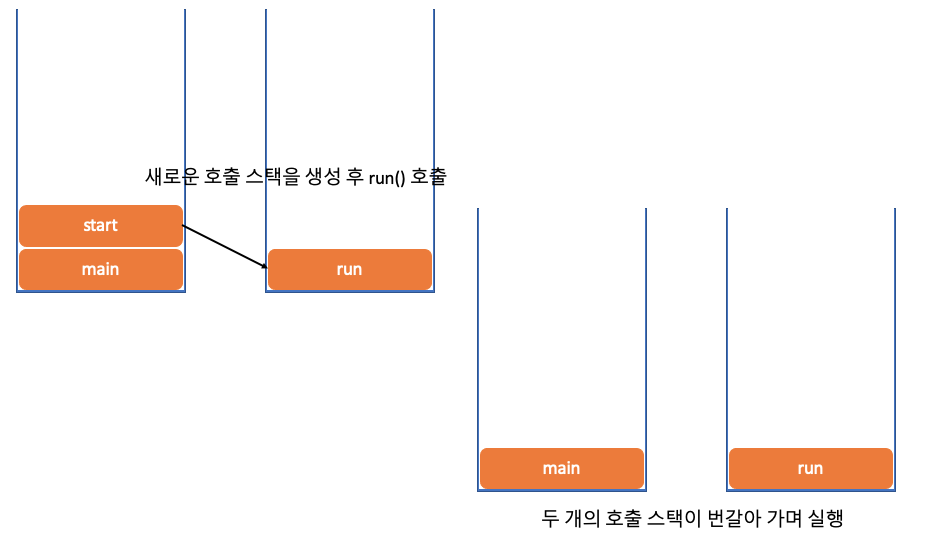 새로운 호출 스택을 생성 후 run() 호출
start
main
run
main
run
두 개의 호출 스택이 번갈아 가며 실행